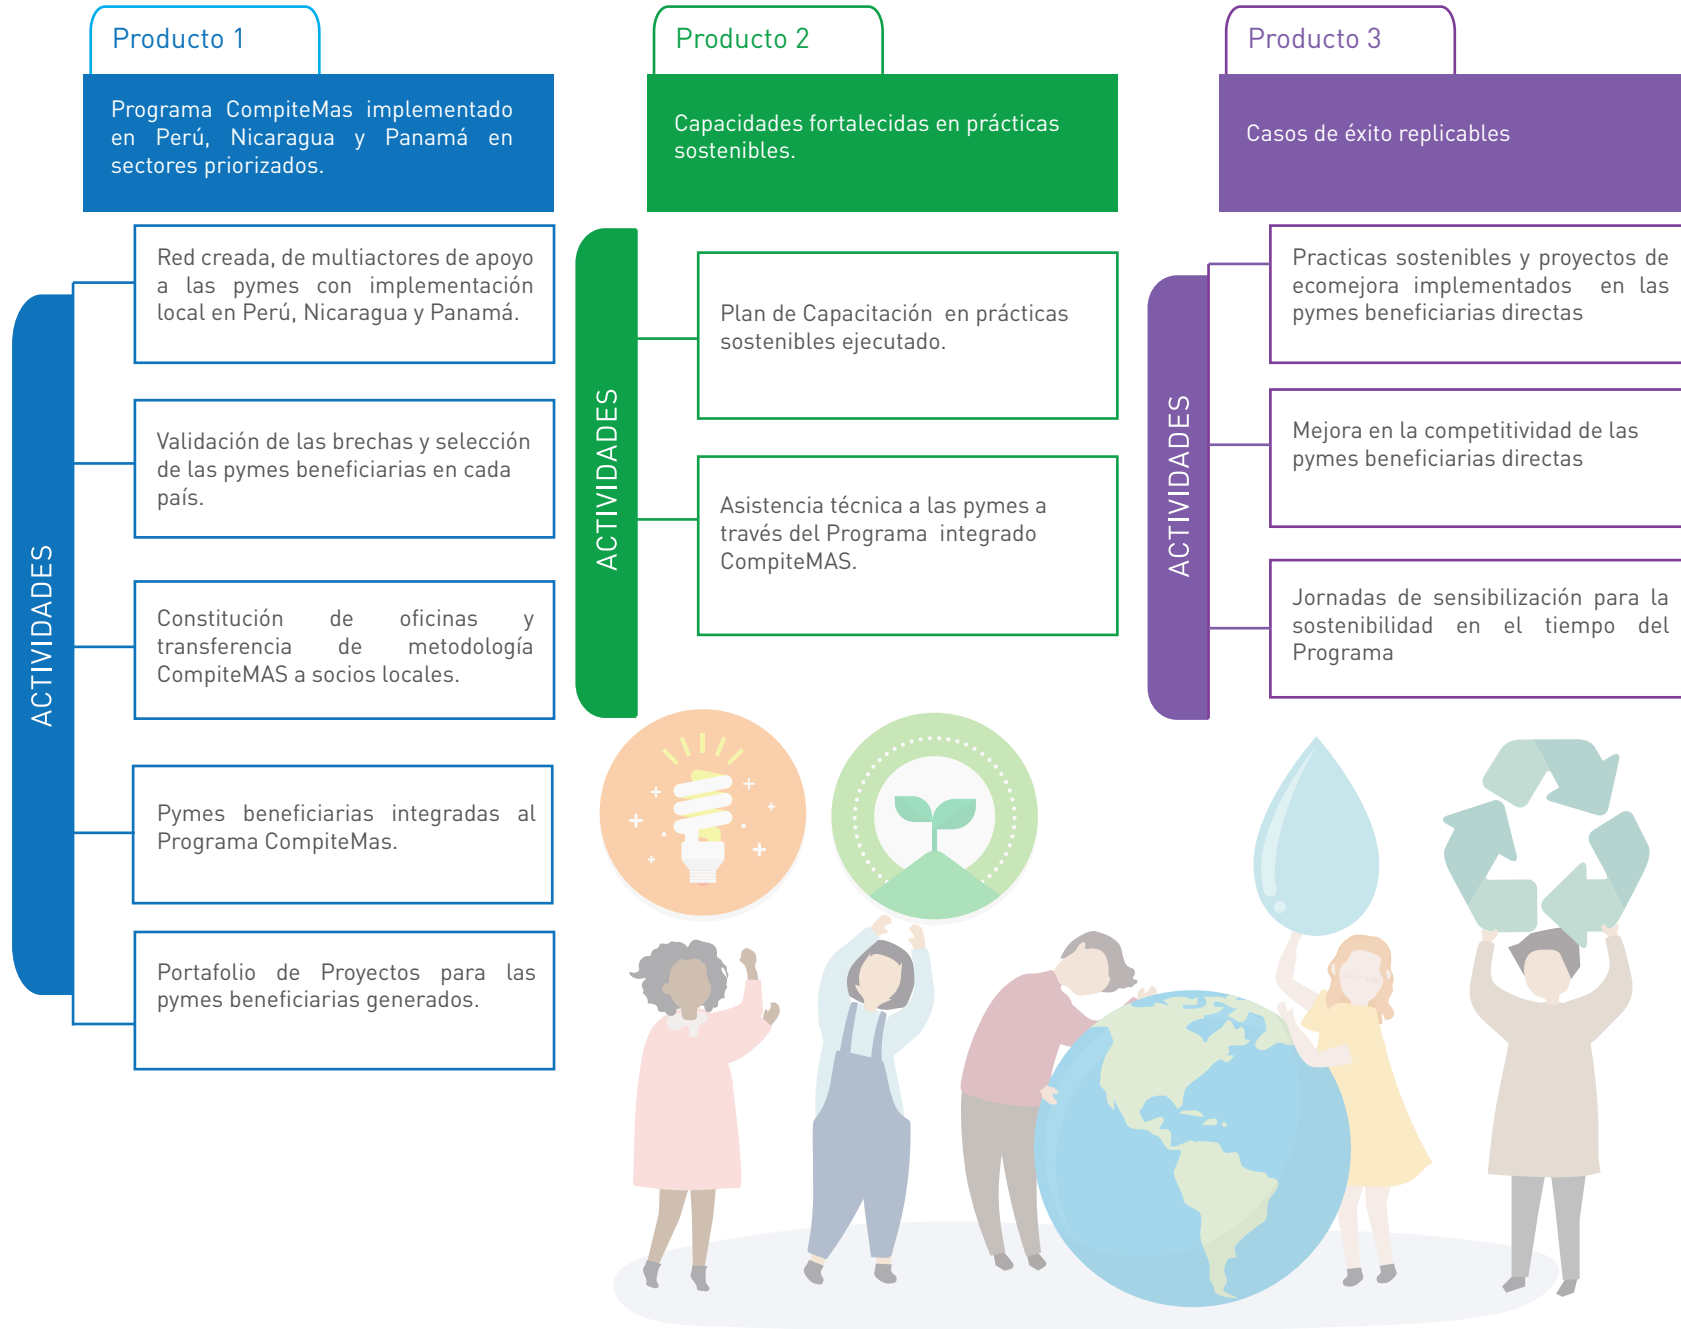 Producto 1
Programa CompiteMas implementado
en Perú, Nicaragua y Panamá en
sectores priorizados.
ACTIVIDADES
Red creada, de multiactores de apoyo
a las pymes con implementación
local en Perú, Nicaragua y Panamá.
Validación de las brechas y selección
de las pymes beneficiarias en cada
país.
Constitución de oficinas y
transferencia de metodología
CompiteMAS a socios locales.
Pymes beneficiarias integradas al
Programa CompiteMas.
Portafolio de Proyectos para las
pymes beneficiarias generados.
Producto 2
Capacidades fortalecidas en prácticas
sostenibles.
ACTIVIDADES
Plan de Capacitación en prácticas
sostenibles ejecutado.
Asistencia técnica a las pymes a
través del Programa integrado
CompiteMAS.
Producto 3
Casos de éxito replicables
ACTIVIDADES
Practicas sostenibles y proyectos de
ecomejora implementados en las
pymes beneficiarias directas
Mejora en la competitividad de las
pymes beneficiarias directas
Jornadas de sensibilización para la
sostenibilidad en el tiempo del
Programa